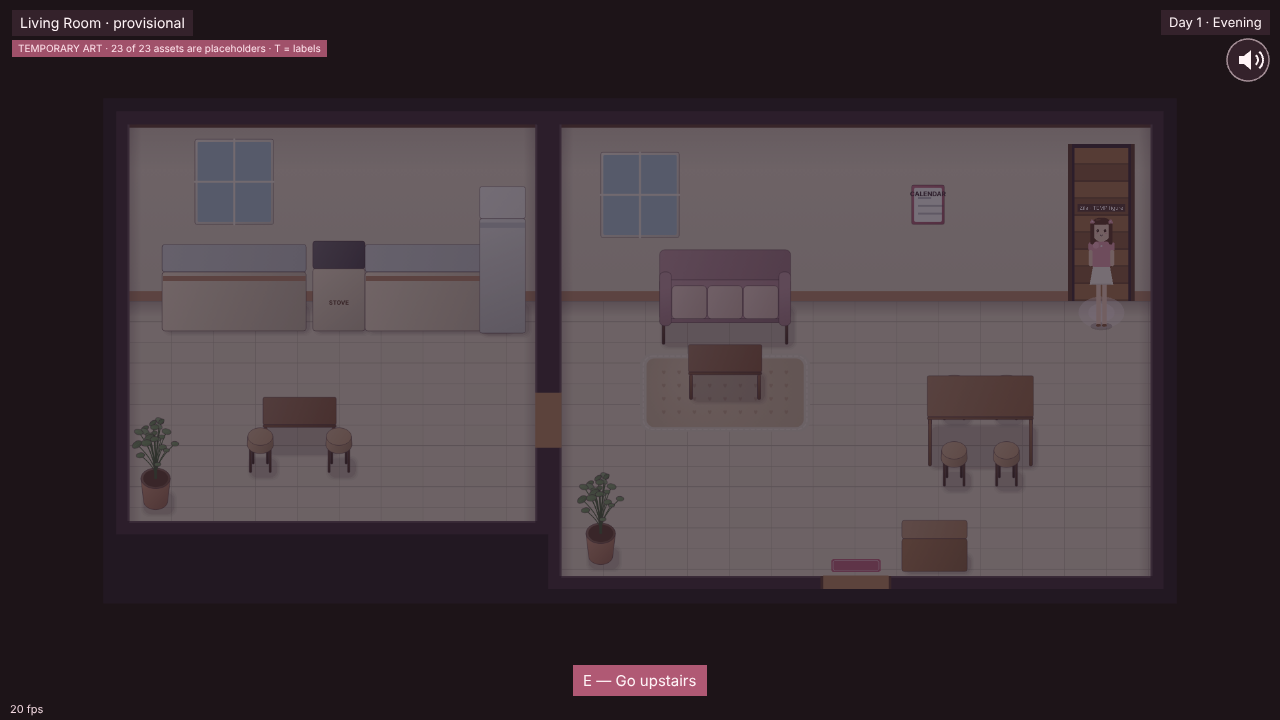 Living Room · provisional
Day 1 · Evening
TEMPORARY ART · 23 of 23 assets are placeholders · T = labels
CALENDAR
STOVE
E — Go upstairs
20 fps